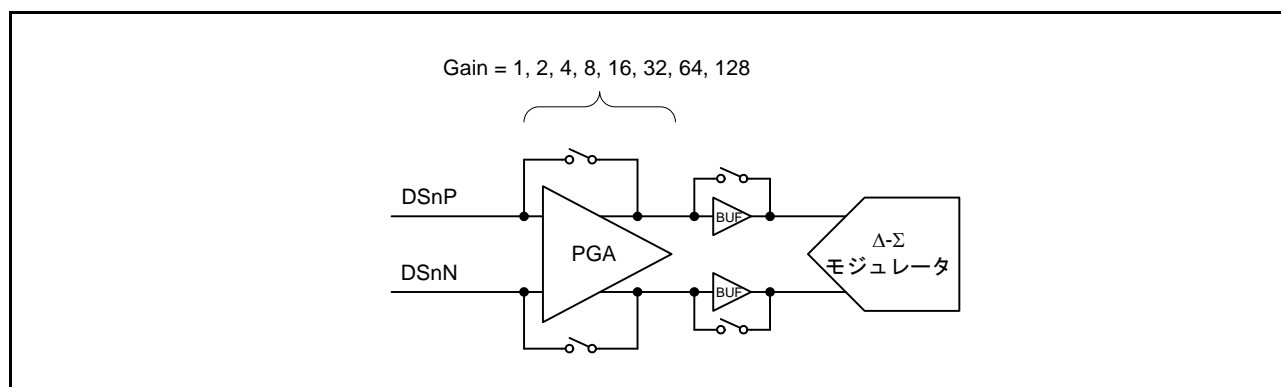 Gain = 1, 2, 4, 8, 16, 32, 64, 128
DSnP
BUF
PGA
Δ-Σ
モジュレータ
DSnN
BUF